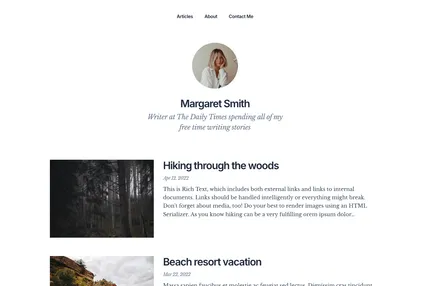 Articles About Contact Me
Margaret Smith
Writer at The Daily Times spending all of my
free time writing stories
Hiking through the woods
Apr 12, 2022
This is Rich Text, which includes both external links and links to internal
documents. Links should be handled intelligently or everything might break.
Don't forget about media, too! Do your best to render images using an HTML
Serializer. As you know hiking can be a very fulfilling orem ipsum dolor...
Beach resort vacation
Mar 22, 2022